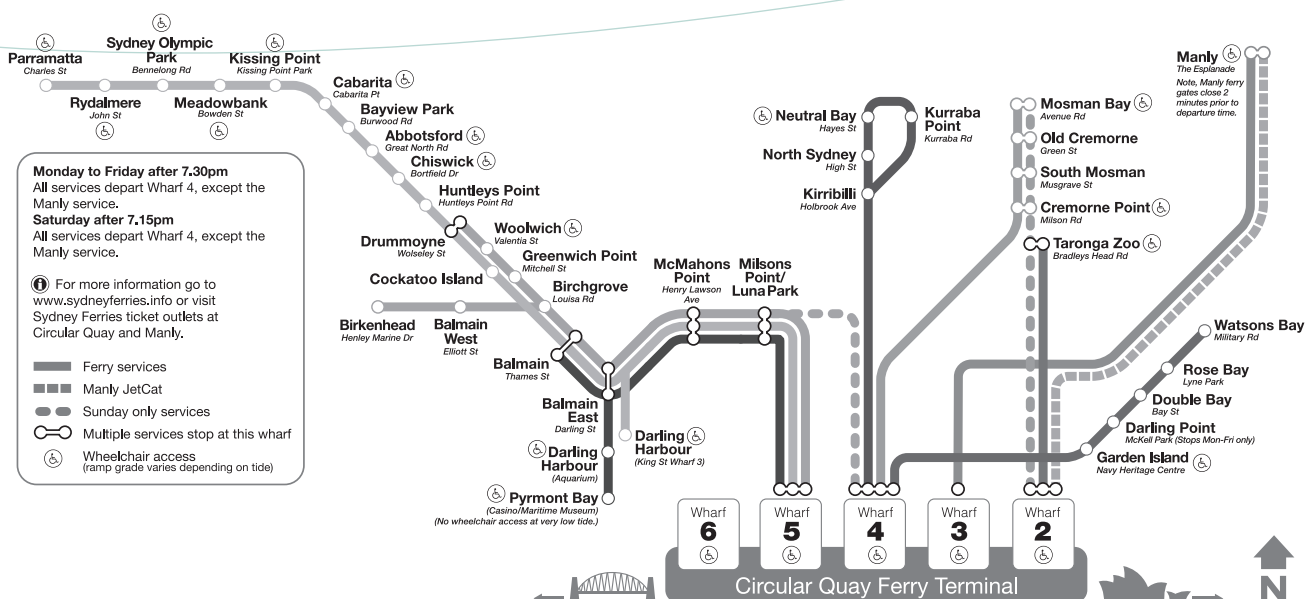 Parramatta
Charles St
Sydney Olympic
Park
Bennelong Rd
Kissing Point
Kissing Point Park
Rydalmere
John St
Meadowbank
Bowden St
Cabarita
Cabarita Pt
Bayview Park
Burwood Rd
Abbotsford
Great North Rd
Chiswick
Bortfield Dr
Huntleys Point
Huntleys Point Rd
Drummoyne
Wolseley St
Woolwich
Valentia St
Cockatoo Island
Greenwich Point
Mitchell St
Birchgrove
Louisa Rd
Birkenhead
Henley Marine Dr
Balmain
West
Elliott St
Balmain
Thames St
Balmain
East
Darling St
Darling
Harbour
(Aquarium)
Darling
Harbour
(King St Wharf 3)
Pyrmont Bay
(Casino/Maritime Museum)
(No wheelchair access at very low tide.)
McMahons
Point
Henry Lawson
Ave
Milsons
Point/
Luna Park
Neutral Bay
Hayes St
Kurraba
Point
Kurraba Rd
North Sydney
High St
Kirribilli
Holbrook Ave
Mosman Bay
Avenue Rd
Old Cremorne
Green St
South Mosman
Musgrave St
Cremorne Point
Milson Rd
Taronga Zoo
Bradleys Head Rd
Manly
The Esplanade
Note, Manly ferry
gates close 2
minutes prior to
departure time.
Watsons Bay
Military Rd
Rose Bay
Lyne Park
Double Bay
Bay St
Darling Point
McKell Park (Stops Mon-Fri only)
Garden Island
Navy Heritage Centre
Monday to Friday after 7.30pm
All services depart Wharf 4, except the
Manly service.
Saturday after 7.15pm
All services depart Wharf 4, except the
Manly service.
i For more information go to
www.sydneyferries.info or visit
Sydney Ferries ticket outlets at
Circular Quay and Manly.
Ferry services
Manly JetCat
Sunday only services
Multiple services stop at this wharf
Wheelchair access
(ramp grade varies depending on tide)
Wharf
6
Wharf
5
Wharf
4
Wharf
3
Wharf
2
Circular Quay Ferry Terminal
N